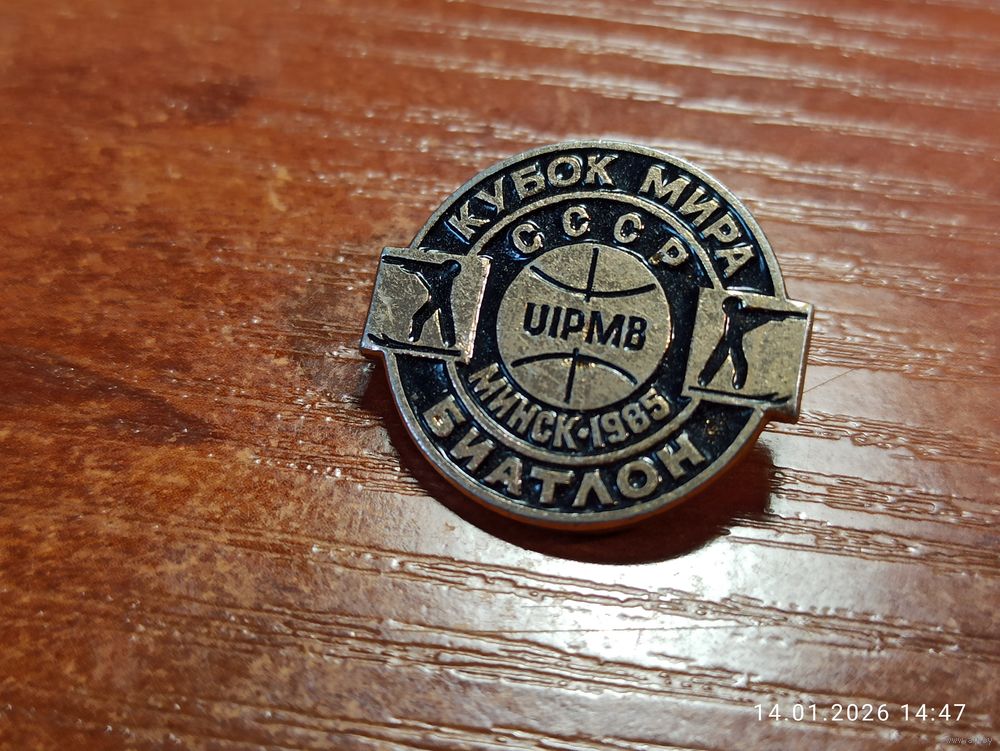 КУБОК МИРА
СССР
UIPMB
МИНСК·1985
БИАТЛОН
14.01.2026 14:47